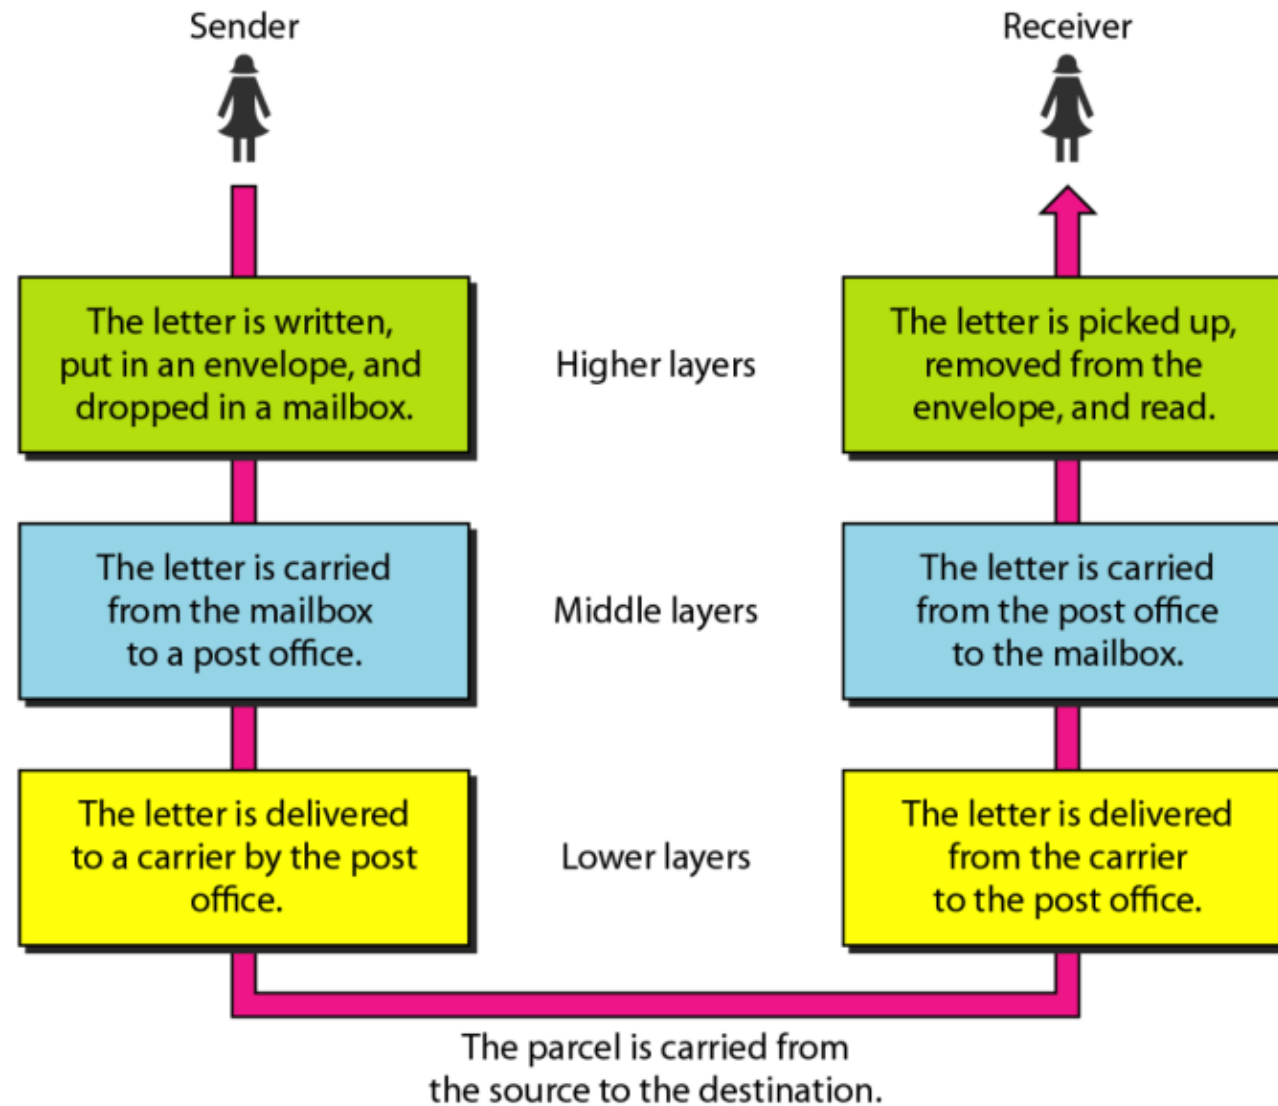 Sender
Receiver
The letter is written,
put in an envelope, and
dropped in a mailbox.
Higher layers
The letter is picked up,
removed from the
envelope, and read.
The letter is carried
from the mailbox
to a post office.
Middle layers
The letter is carried
from the post office
to the mailbox.
The letter is delivered
to a carrier by the post
office.
Lower layers
The letter is delivered
from the carrier
to the post office.
The parcel is carried from
the source to the destination.